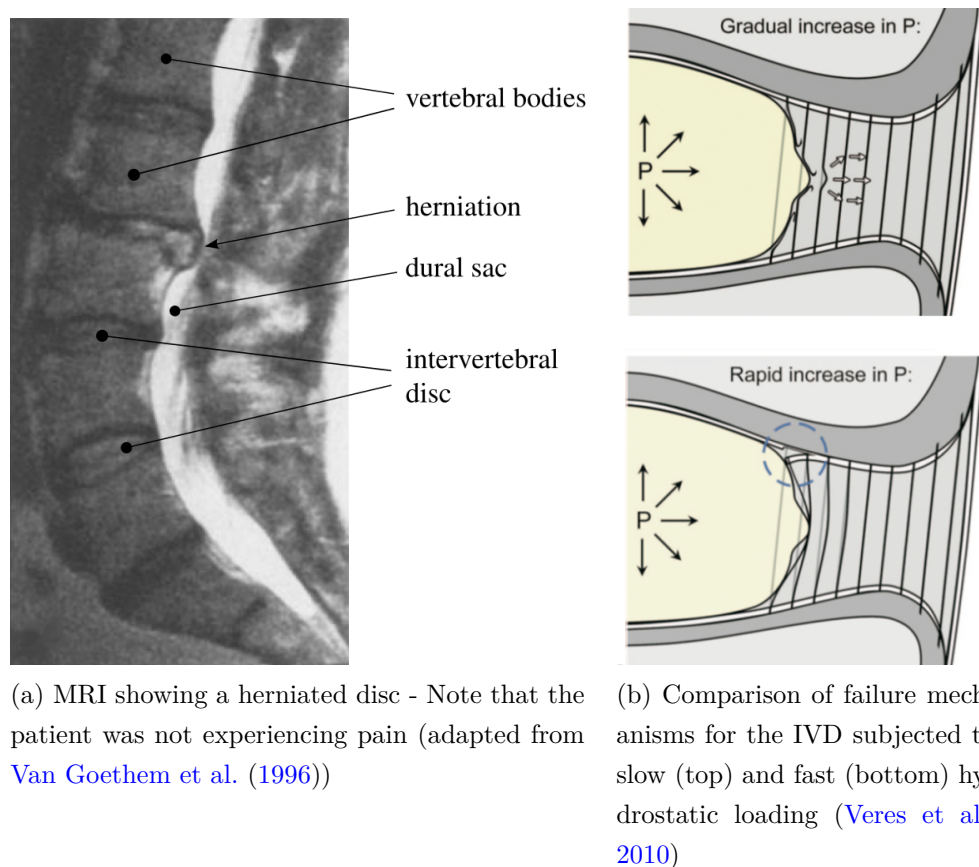 vertebral bodies
herniation
dural sac
intervertebral
disc
Gradual increase in P:
P
Rapid increase in P:
P
(a) MRI showing a herniated disc - Note that the
patient was not experiencing pain (adapted from
Van Goethem et al. (1996))
(b) Comparison of failure mech
anisms for the IVD subjected t
slow (top) and fast (bottom) hy
drostatic loading (Veres et al
2010)